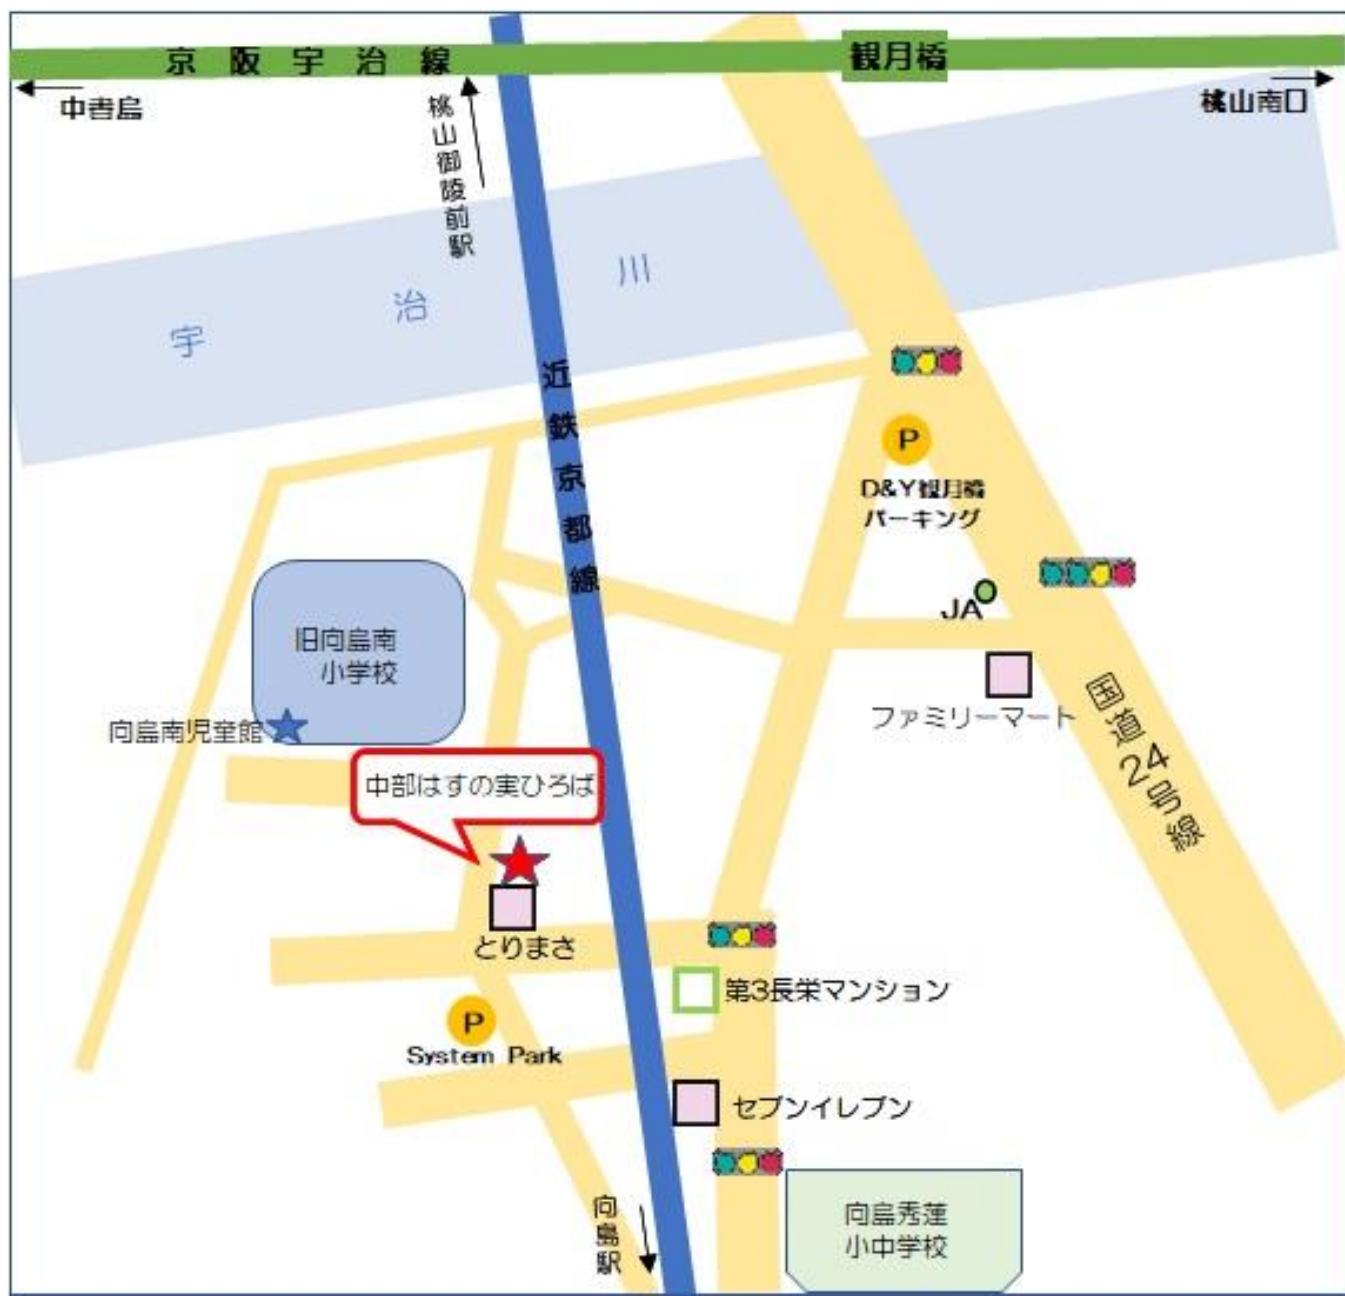 京阪宇治線
観月橋
中書島
桃山南口
桃山御陵前駅
宇治川
近鉄京都線
P
D&Y観月橋
パーキング
JA
旧向島南
小学校
ファミリーマート
国道24号線
向島南児童館
中部はすの実ひろば
とりまさ
第3長栄マンション
P
System Park
セブンイレブン
向島駅
向島秀蓮
小中学校